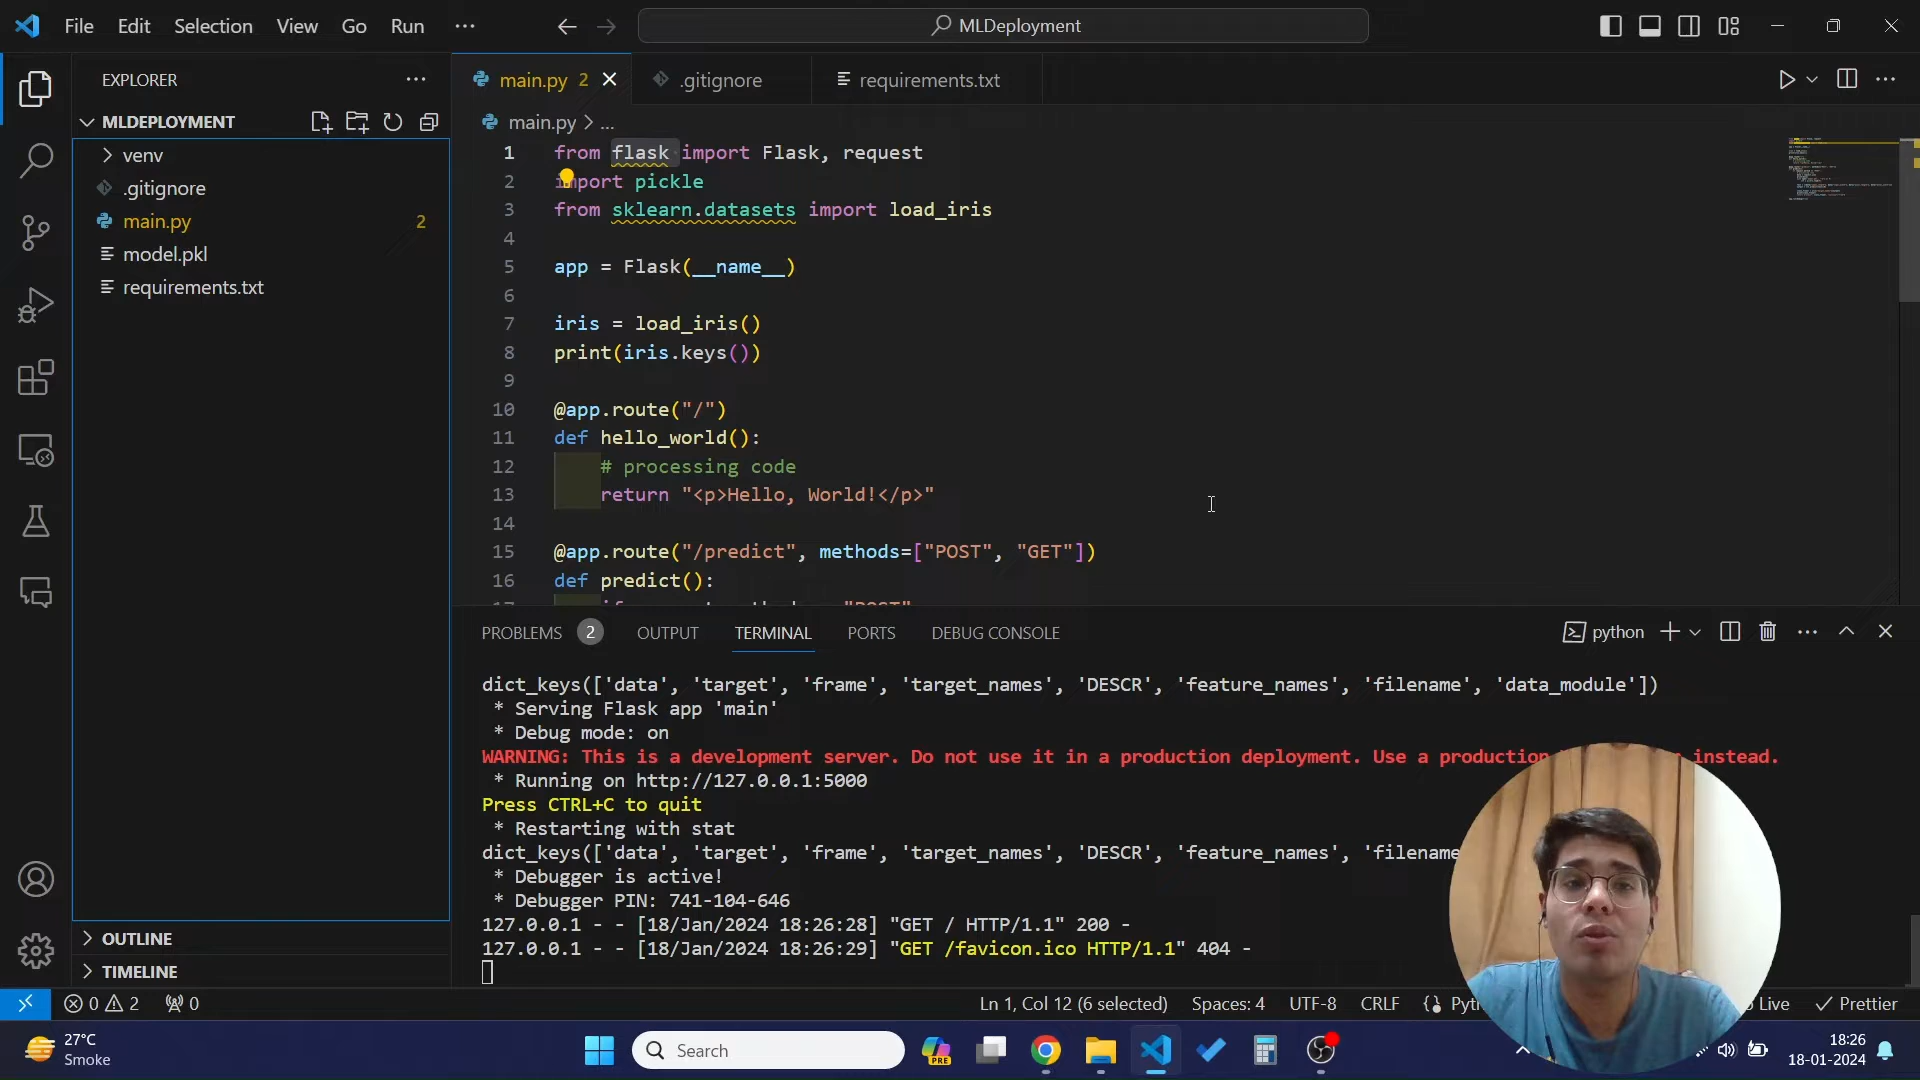 File Edit Selection View Go Run ···
MLDeployment
EXPLORER
MLDEPLOYMENT
venv
.gitignore
main.py 2
model.pkl
requirements.txt
OUTLINE
TIMELINE
main.py 2
.gitignore
requirements.txt
main.py > ...
1 from flask import Flask, request
2 import pickle
3 from sklearn.datasets import load_iris
4
5 app = Flask(__name__)
6
7 iris = load_iris()
8 print(iris.keys())
9
10 @app.route("/")
11 def hello_world():
12 # processing code
13 return "<p>Hello, World!</p>"
14
15 @app.route("/predict", methods=["POST", "GET"])
16 def predict():
PROBLEMS 2 OUTPUT TERMINAL PORTS DEBUG CONSOLE
python
dict_keys(['data', 'target', 'frame', 'target_names', 'DESCR', 'feature_names', 'filename', 'data_module'])
* Serving Flask app 'main'
* Debug mode: on
WARNING: This is a development server. Do not use it in a production deployment. Use a production instead.
* Running on http://127.0.0.1:5000
Press CTRL+C to quit
* Restarting with stat
dict_keys(['data', 'target', 'frame', 'target_names', 'DESCR', 'feature_names', 'filename
* Debugger is active!
* Debugger PIN: 741-104-646
127.0.0.1 - - [18/Jan/2024 18:26:28] "GET / HTTP/1.1" 200 -
127.0.0.1 - - [18/Jan/2024 18:26:29] "GET /favicon.ico HTTP/1.1" 404 -
0 2 0
Ln 1, Col 12 (6 selected) Spaces: 4 UTF-8 CRLF Live Prettier
27°C
Smoke
Search
PRE
18:26
18-01-2024